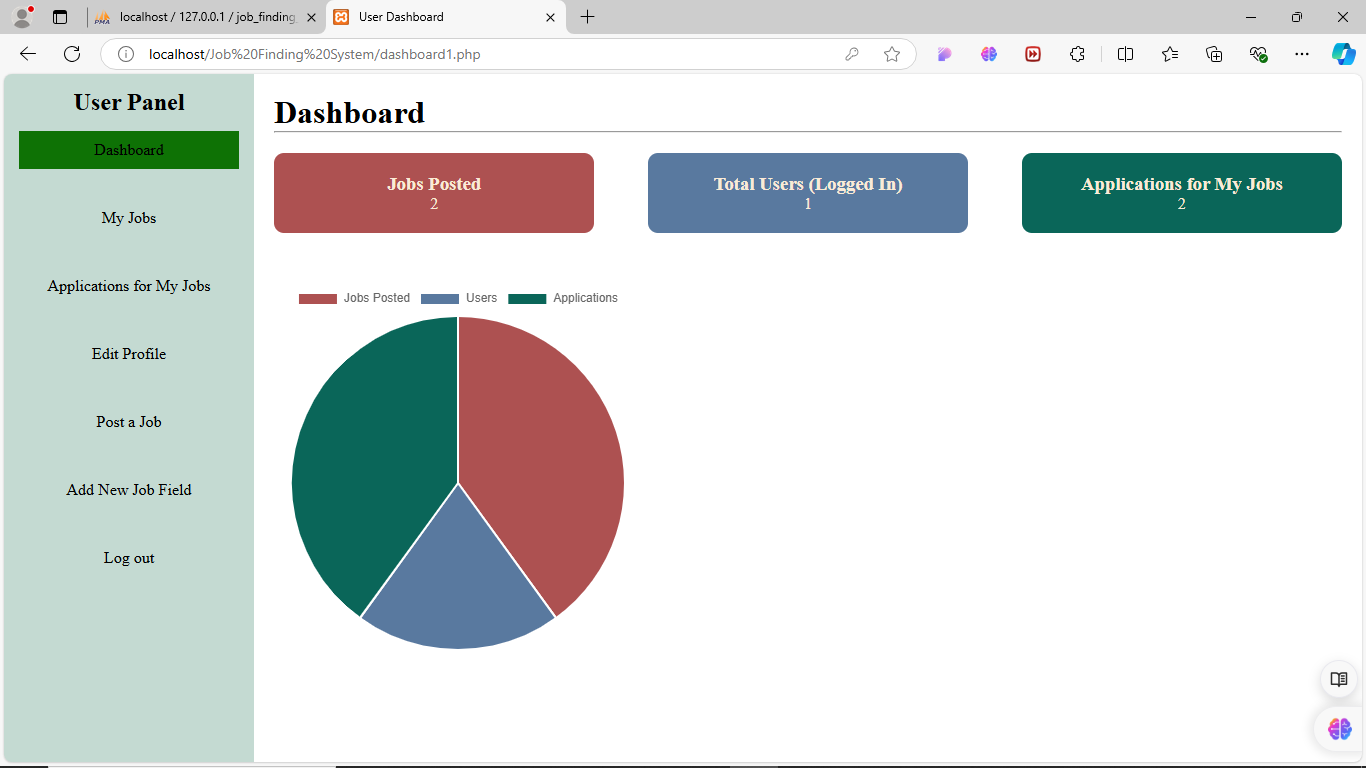 localhost / 127.0.0.1 / job_finding_
User Dashboard
localhost/Job%20Finding%20System/dashboard1.php
User Panel
Dashboard
My Jobs
Applications for My Jobs
Edit Profile
Post a Job
Add New Job Field
Log out
Dashboard
Jobs Posted
2
Total Users (Logged In)
1
Applications for My Jobs
2
Jobs Posted Users Applications